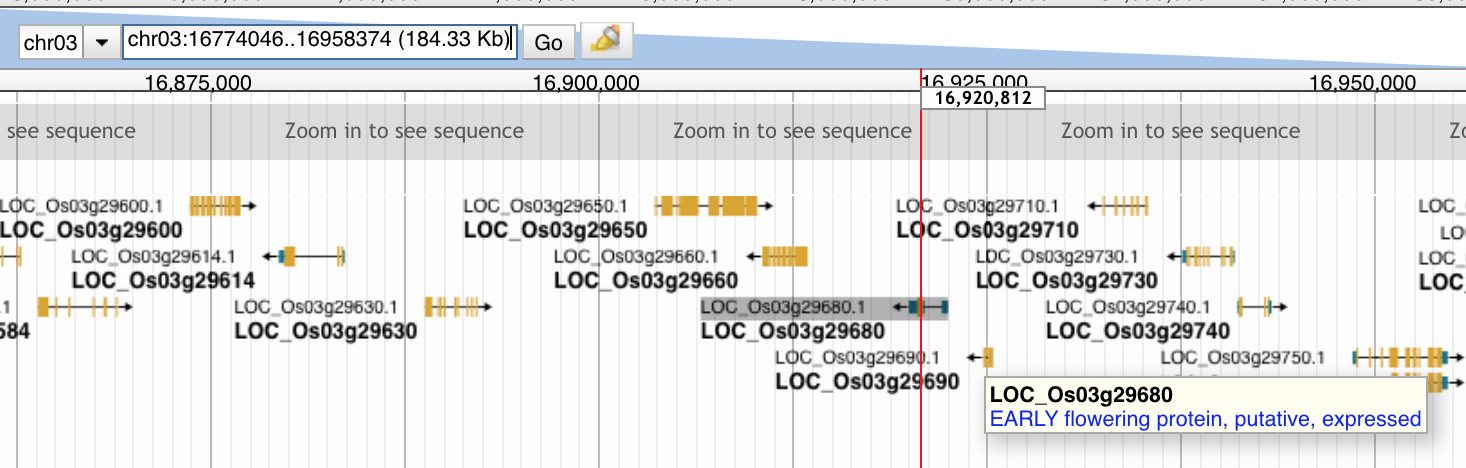 chr03
chr03:16774046..16958374 (184.33 Kb)
Go
16,875,000
16,900,000
16,925,000
16,950,000
16,920,812
see sequence
Zoom in to see sequence
Zoom in to see sequence
Zoom in to see sequence
LOC_Os03g29600.1
LOC_Os03g29650.1
LOC_Os03g29710.1
LOC_
LOC_Os03g29600
LOC_Os03g29650
LOC_Os03g29710
LOC_Os03g29614.1
LOC_Os03g29660.1
LOC_Os03g29730.1
LOC_Os03g29614
LOC_Os03g29660
LOC_Os03g29730
.1
LOC_Os03g29630.1
LOC_Os03g29680.1
LOC_Os03g29740.1
584
LOC_Os03g29630
LOC_Os03g29680
LOC_Os03g29740
LOC_Os03g29690.1
LOC_Os03g29750.1
LOC_Os03g29690
LOC_Os03g29680
EARLY flowering protein, putative, expressed